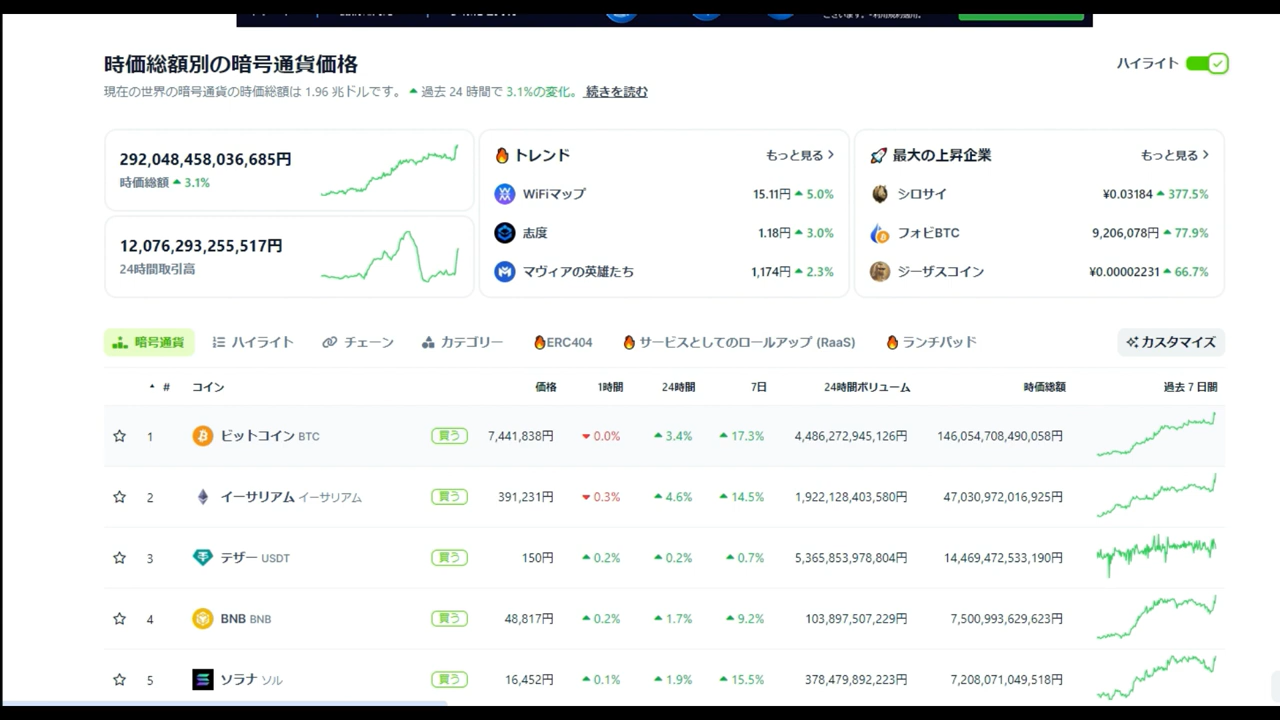 時価総額別の暗号通貨価格
ハイライト
現在の世界の暗号通貨の時価総額は 1.96 兆ドルです。 過去 24 時間で 3.1%の変化。 続きを読む
292,048,458,036,685円
時価総額 3.1%
12,076,293,255,517円
24時間取引高
トレンド もっと見る
WiFiマップ 15.11円 5.0%
志度 1.18円 3.0%
マヴィアの英雄たち 1,174円 2.3%
最大の上昇企業 もっと見る
シロサイ ¥0.03184 377.5%
フォビBTC 9,206,078円 77.9%
ジーザスコイン ¥0.00002231 66.7%
暗号通貨 ハイライト チェーン カテゴリー ERC404 サービスとしてのロールアップ (RaaS) ランチパッド カスタマイズ
# コイン 価格 1時間 24時間 7日 24時間ボリューム 時価総額 過去 7 日間
1 ビットコイン BTC 買う 7,441,838円 0.0% 3.4% 17.3% 4,486,272,945,126円 146,054,708,490,058円
2 イーサリアム イーサリアム 買う 391,231円 0.3% 4.6% 14.5% 1,922,128,403,580円 47,030,972,016,925円
3 テザー USDT 買う 150円 0.2% 0.2% 0.7% 5,365,853,978,804円 14,469,472,533,190円
4 BNB BNB 買う 48,817円 0.2% 1.7% 9.2% 103,897,507,229円 7,500,993,629,623円
5 ソラナ ソル 買う 16,452円 0.1% 1.9% 15.5% 378,479,892,223円 7,208,071,049,518円